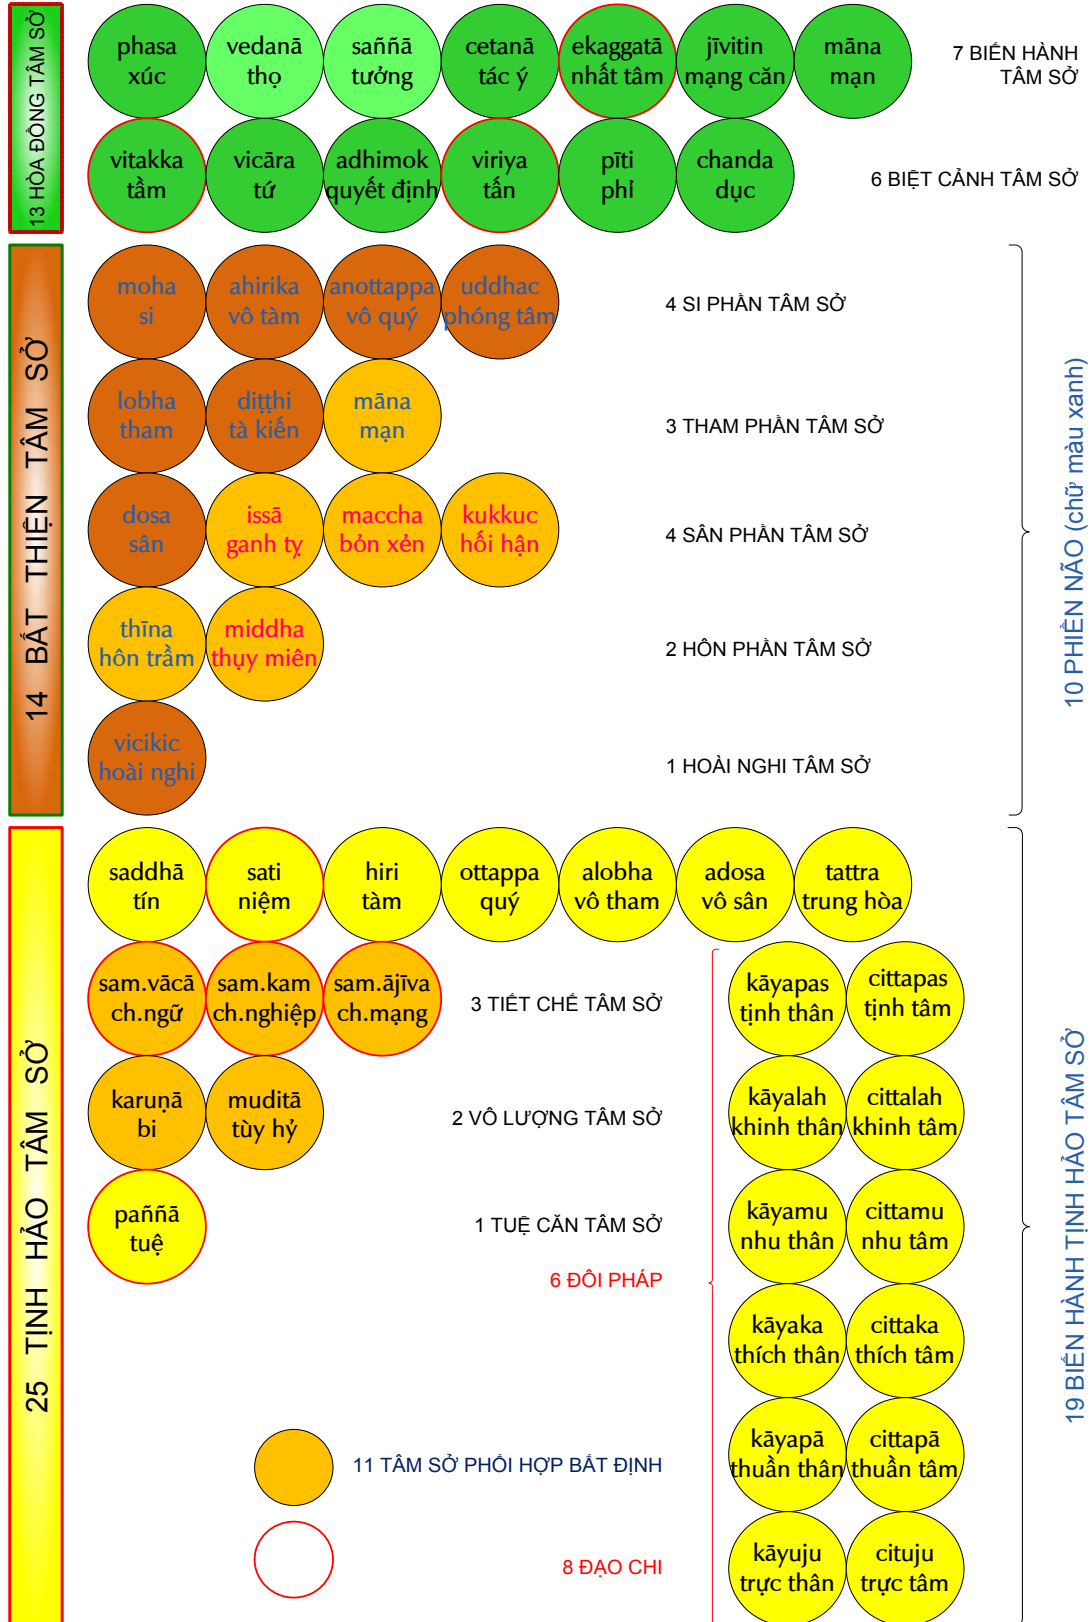 13 HÒA ĐỒNG TÂM SỞ
phasa
xúc
vedanā
thọ
saññā
tưởng
cetanā
tác ý
ekaggatā
nhất tâm
jīvitin
mạng căn
māna
mạn
7 BIẾN HÀNH
TÂM SỞ
vitakka
tầm
vicāra
tứ
adhimok
quyết định
viriya
tấn
pīti
phỉ
chanda
dục
6 BIỆT CẢNH TÂM SỞ
14 BẤT THIỆN TÂM SỞ
moha
si
ahirika
vô tàm
anottappa
vô quý
uddhac
phóng tâm
4 SI PHẦN TÂM SỞ
lobha
tham
diṭṭhi
tà kiến
māna
mạn
3 THAM PHẦN TÂM SỞ
dosa
sân
issā
ganh tỵ
maccha
bỏn xẻn
kukkuc
hối hận
4 SÂN PHẦN TÂM SỞ
thīna
hôn trầm
middha
thụy miên
2 HÔN PHẦN TÂM SỞ
vicikic
hoài nghi
1 HOÀI NGHI TÂM SỞ
10 PHIỀN NÃO (chữ màu xanh)
25 TỊNH HẢO TÂM SỞ
saddhā
tín
sati
niệm
hiri
tàm
ottappa
quý
alobha
vô tham
adosa
vô sân
tattra
trung hòa
sam.vācā
ch.ngữ
sam.kam
ch.nghiệp
sam.ājīva
ch.mạng
3 TIẾT CHẾ TÂM SỞ
kāyapas
tịnh thân
cittapas
tịnh tâm
karuṇā
bi
muditā
tùy hỷ
2 VÔ LƯỢNG TÂM SỞ
kāyalah
khinh thân
cittalah
khinh tâm
paññā
tuệ
1 TUỆ CĂN TÂM SỞ
kāyamu
nhu thân
cittamu
nhu tâm
6 ĐÔI PHÁP
kāyaka
thích thân
cittaka
thích tâm
11 TÂM SỞ PHỐI HỢP BẤT ĐỊNH
kāyapā
thuần thân
cittapā
thuần tâm
8 ĐẠO CHI
kāyuju
trực thân
cituju
trực tâm
19 BIẾN HÀNH TỊNH HẢO TÂM SỞ